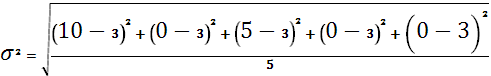 σ² = √((10 − 3)² + (0 − 3)² + (5 − 3)² + (0 − 3)² + (0 − 3)²) / 5